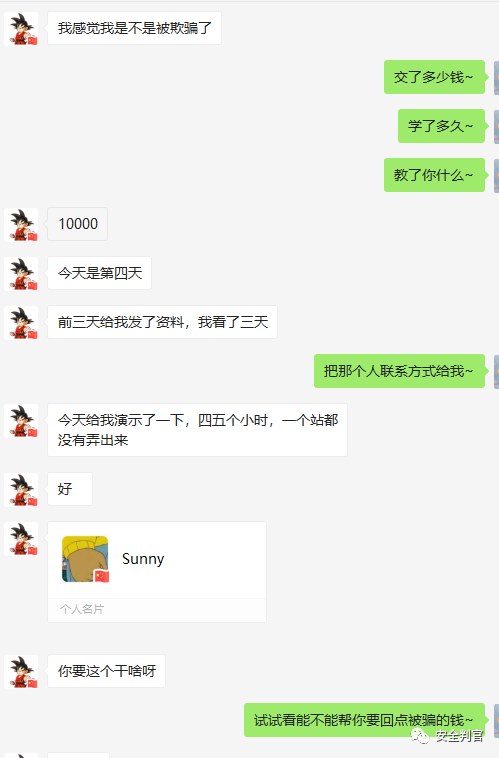 我感觉我是不是被欺骗了
交了多少钱~
学了多久~
教了你什么~
10000
今天是第四天
前三天给我发了资料，我看了三天
把那个人联系方式给我~
今天给我演示了一下，四五个小时，一个站都
没有弄出来
好
Sunny
个人名片
你要这个干啥呀
试试看能不能帮你要回点被骗的钱~
安全判官